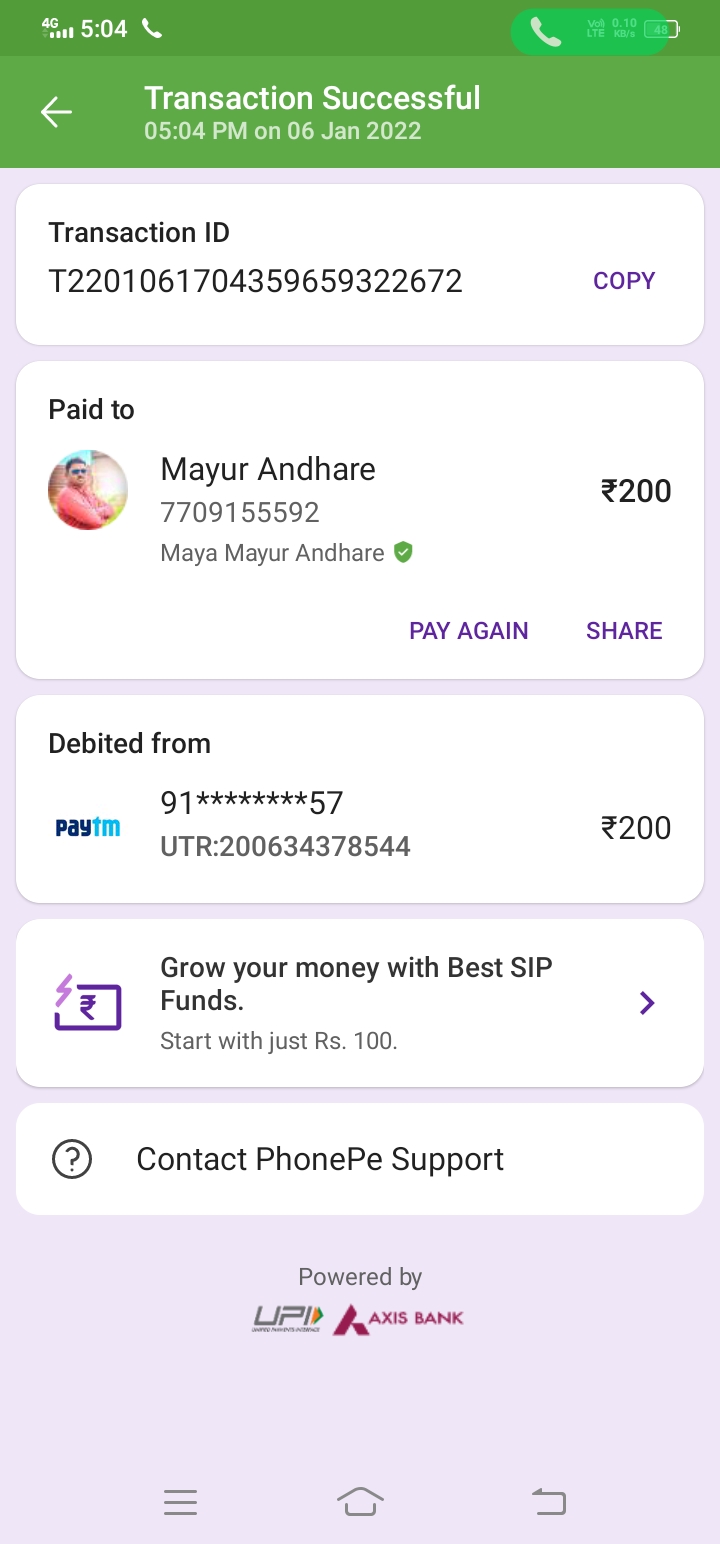 4G 5:04 Vo)) LTE 0.10 KB/s 48
Transaction Successful
05:04 PM on 06 Jan 2022
Transaction ID
T2201061704359659322672 COPY
Paid to
Mayur Andhare
7709155592
₹200
Maya Mayur Andhare
PAY AGAIN SHARE
Debited from
91********57
paytm
₹200
UTR:200634378544
Grow your money with Best SIP
Funds.
Start with just Rs. 100.
Contact PhonePe Support
Powered by
UPI AXIS BANK
UNIFIED PAYMENTS INTERFACE